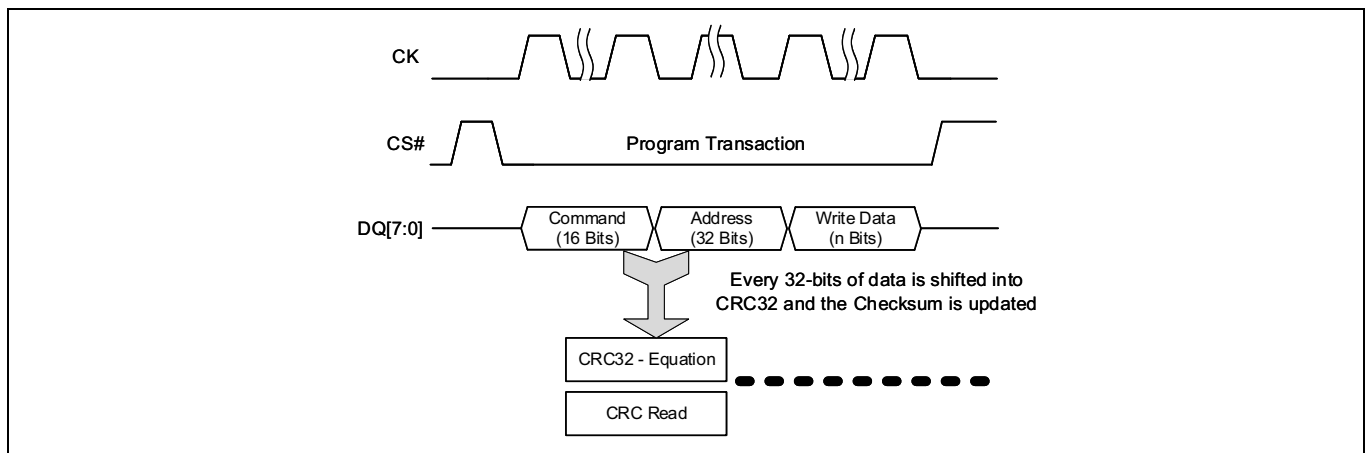 CK
CS#
Program Transaction
DQ[7:0]
Command
(16 Bits)
Address
(32 Bits)
Write Data
(n Bits)
Every 32-bits of data is shifted into
CRC32 and the Checksum is updated
CRC32 - Equation
CRC Read